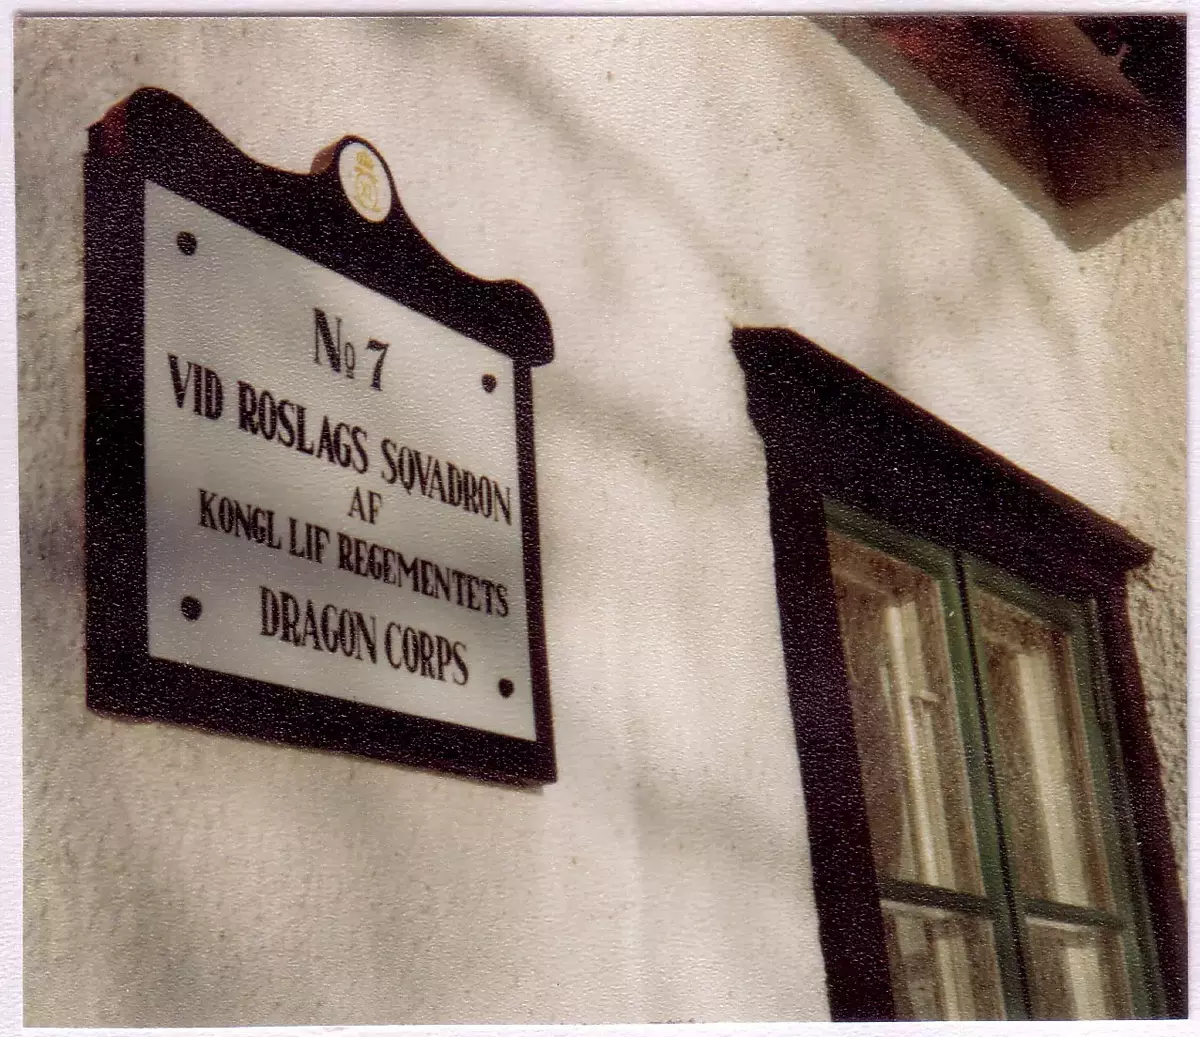 No 7
VID ROSLAGS SQVADRON
AF
KONGL LIF REGEMENTETS
DRAGON CORPS